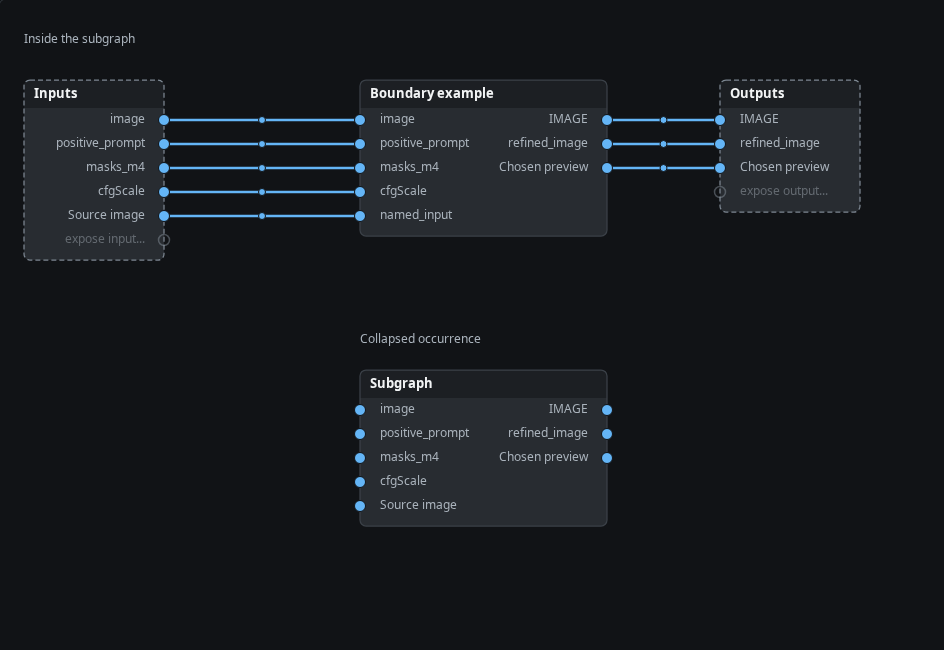 Inside the subgraph
Inputs
image
positive_prompt
masks_m4
cfgScale
Source image
expose input...
Boundary example
image IMAGE
positive_prompt refined_image
masks_m4 Chosen preview
cfgScale
named_input
Outputs
IMAGE
refined_image
Chosen preview
expose output...
Collapsed occurrence
Subgraph
image IMAGE
positive_prompt refined_image
masks_m4 Chosen preview
cfgScale
Source image